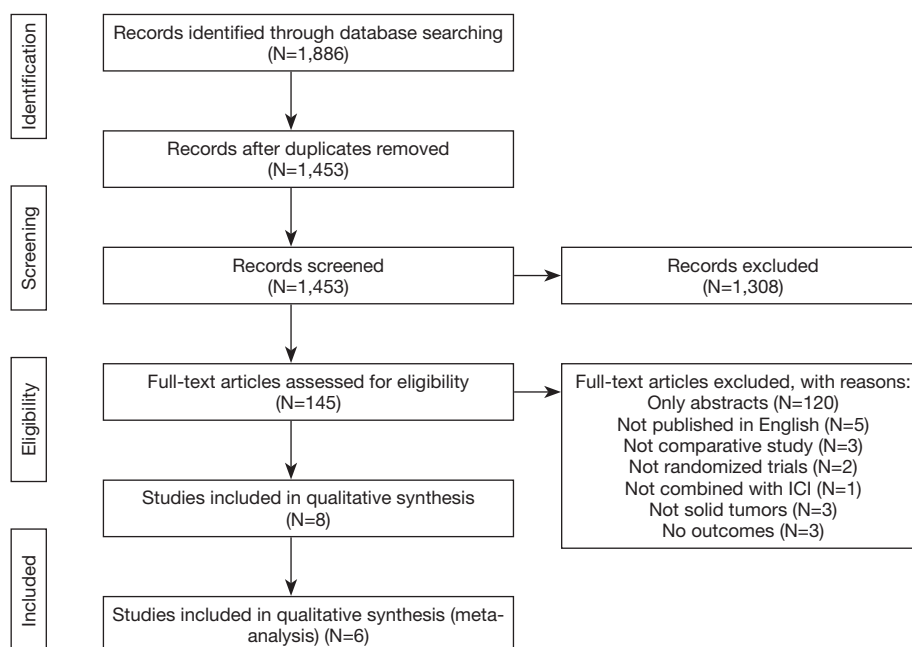 Identification
Records identified through database searching
(N=1,886)
Records after duplicates removed
(N=1,453)
Screening
Records screened
(N=1,453)
Records excluded
(N=1,308)
Eligibility
Full-text articles assessed for eligibility
(N=145)
Full-text articles excluded, with reasons:
Only abstracts (N=120)
Not published in English (N=5)
Not comparative study (N=3)
Not randomized trials (N=2)
Not combined with ICI (N=1)
Not solid tumors (N=3)
No outcomes (N=3)
Studies included in qualitative synthesis
(N=8)
Included
Studies included in qualitative synthesis (meta-
analysis) (N=6)